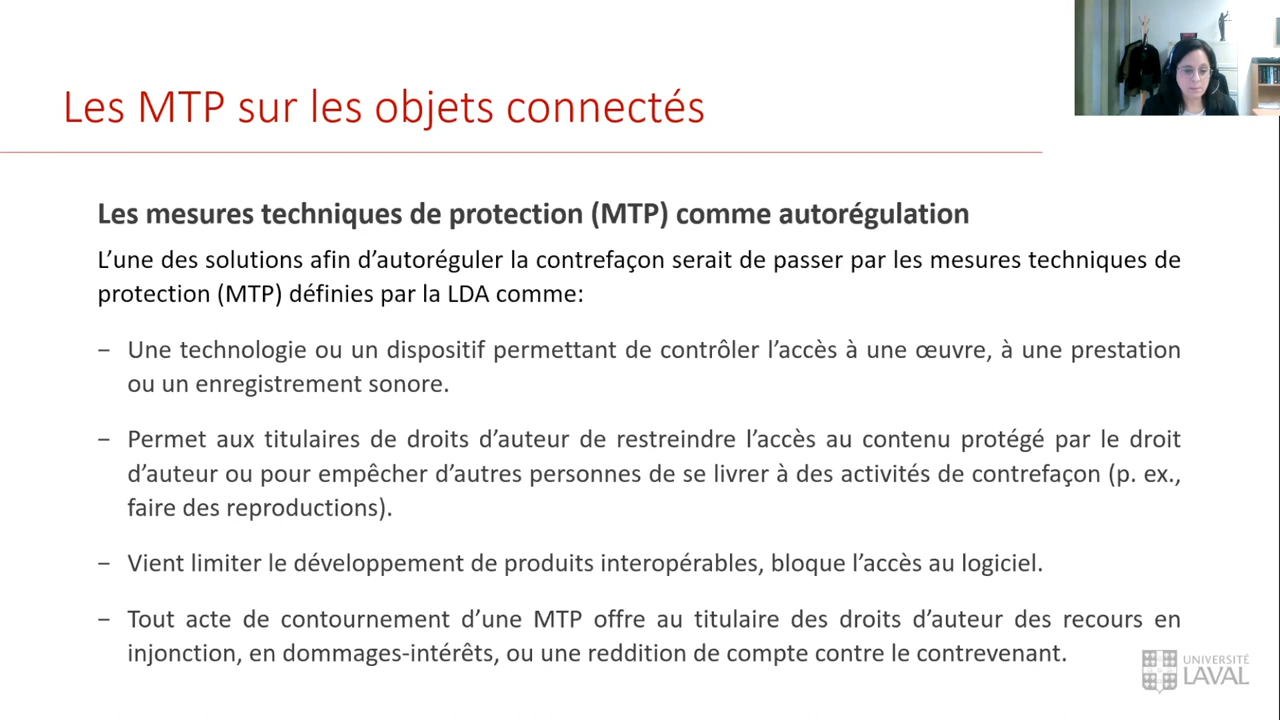 Les MTP sur les objets connectés
Les mesures techniques de protection (MTP) comme autorégulation
L’une des solutions afin d’autoréguler la contrefaçon serait de passer par les mesures techniques de
protection (MTP) définies par la LDA comme:
– Une technologie ou un dispositif permettant de contrôler l’accès à une œuvre, à une prestation
ou un enregistrement sonore.
– Permet aux titulaires de droits d’auteur de restreindre l’accès au contenu protégé par le droit
d’auteur ou pour empêcher d’autres personnes de se livrer à des activités de contrefaçon (p. ex.,
faire des reproductions).
– Vient limiter le développement de produits interopérables, bloque l’accès au logiciel.
– Tout acte de contournement d’une MTP offre au titulaire des droits d’auteur des recours en
injonction, en dommages-intérêts, ou une reddition de compte contre le contrevenant.
UNIVERSITÉ
LAVAL